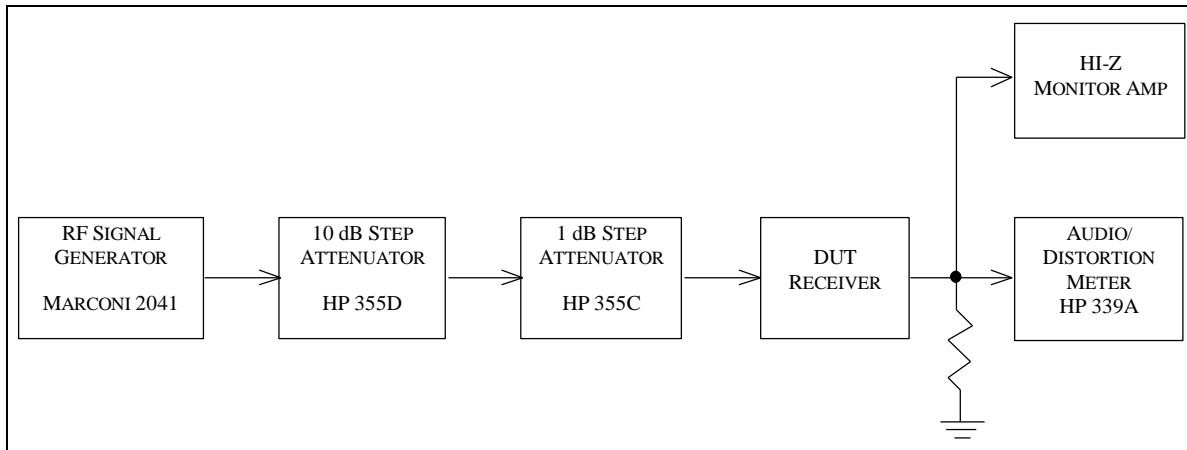 HI-Z
MONITOR AMP
RF SIGNAL
GENERATOR
MARCONI 2041
10 dB STEP
ATTENUATOR
HP 355D
1 dB STEP
ATTENUATOR
HP 355C
DUT
RECEIVER
AUDIO/
DISTORTION
METER
HP 339A